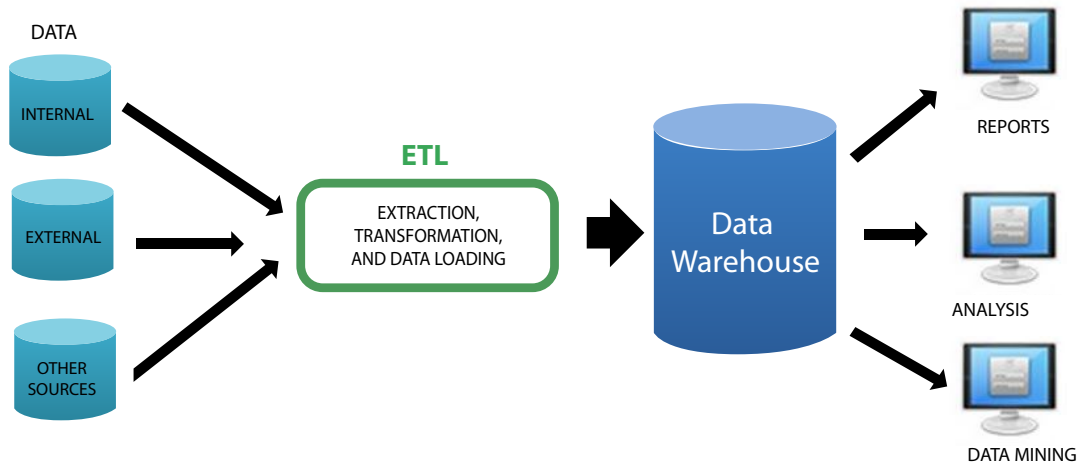 DATA
INTERNAL
EXTERNAL
OTHER
SOURCES
ETL
EXTRACTION,
TRANSFORMATION,
AND DATA LOADING
Data
Warehouse
REPORTS
ANALYSIS
DATA MINING